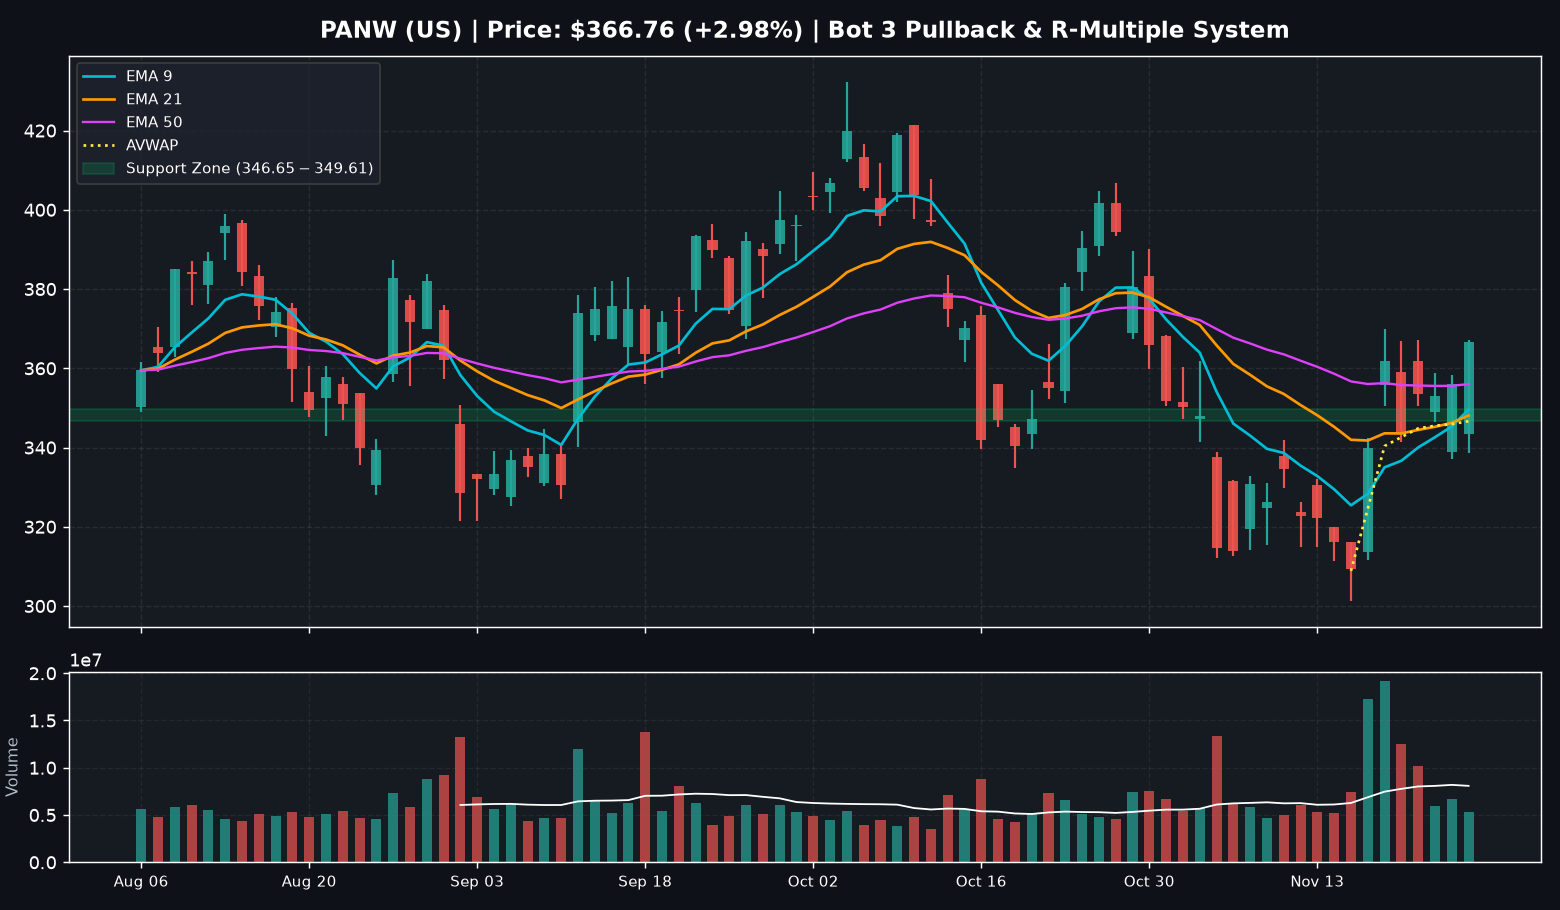 PANW (US) | Price: $366.76 (+2.98%) | Bot 3 Pullback & R-Multiple System
EMA 9
EMA 21
EMA 50
AVWAP
Support Zone (346.65 – 349.61)
420
400
380
360
340
320
300
1e7
2.0
1.5
1.0
0.5
0.0
Volume
Aug 06
Aug 20
Sep 03
Sep 18
Oct 02
Oct 16
Oct 30
Nov 13